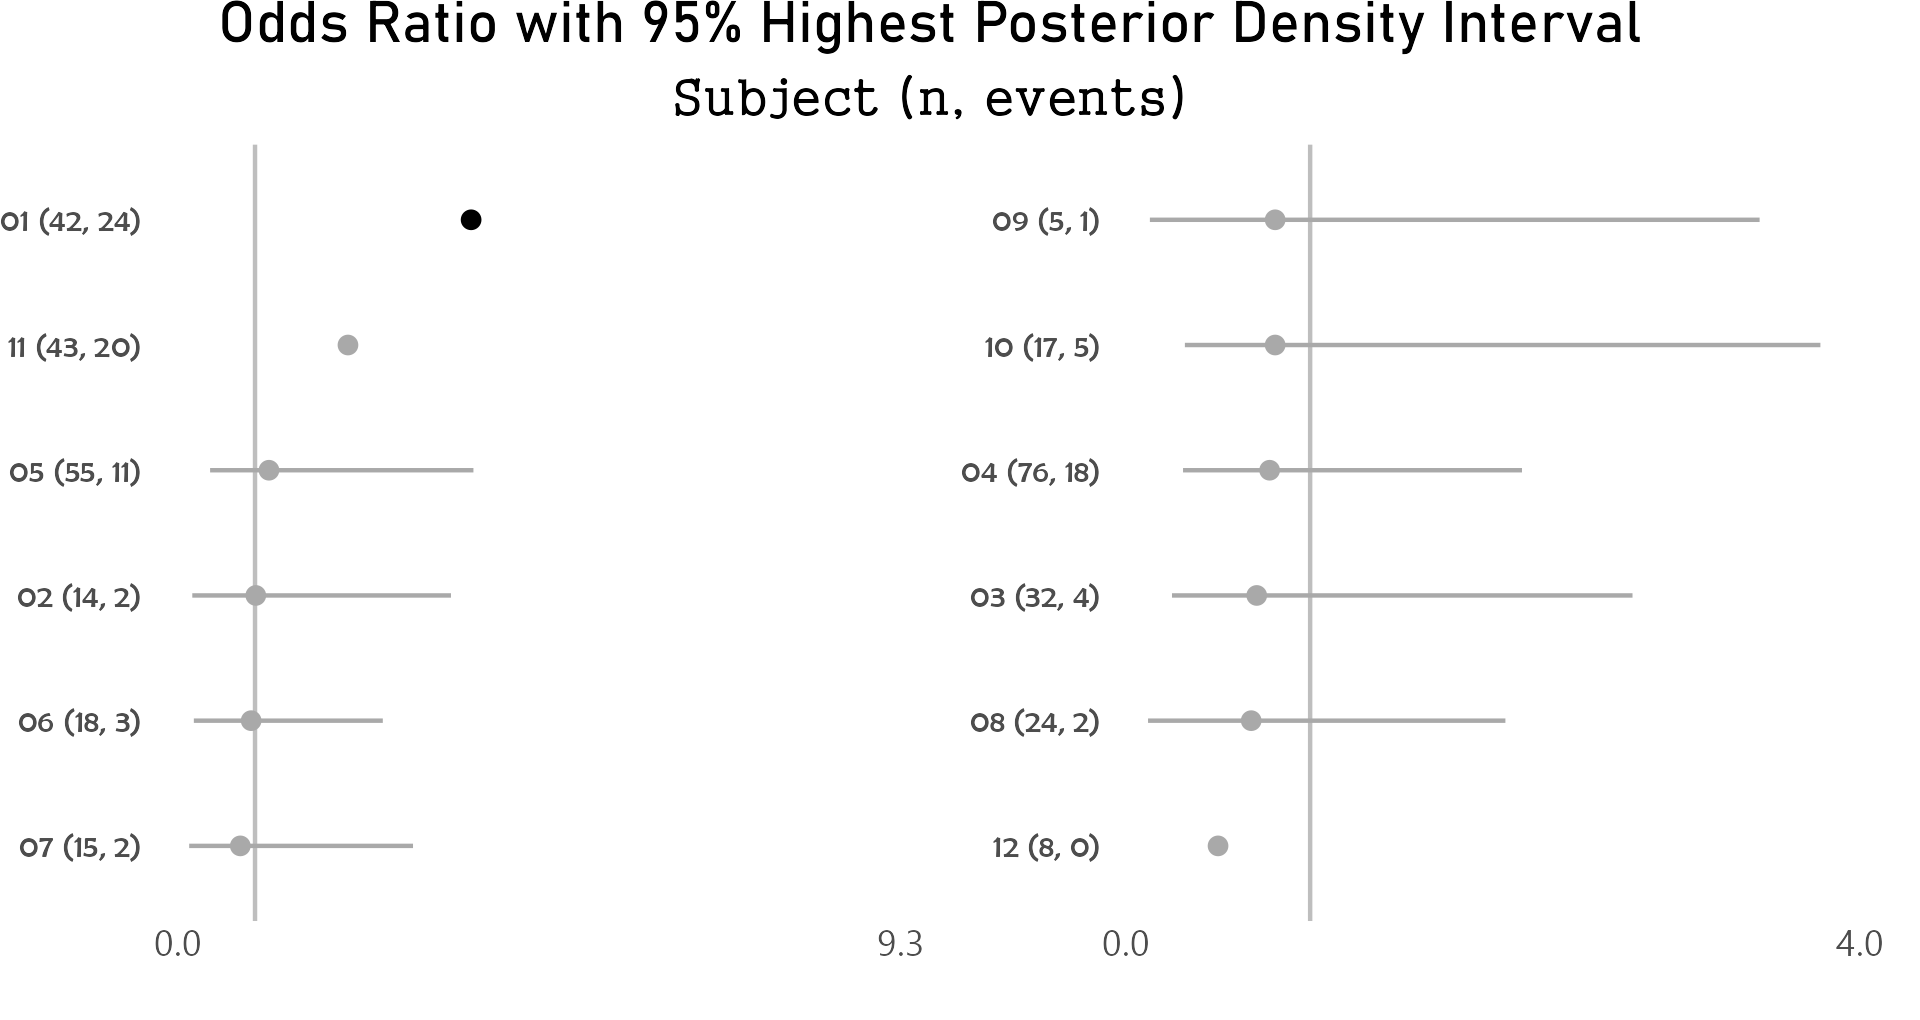 Odds Ratio with 95% Highest Posterior Density Interval
Subject (n, events)
01 (42, 24)
11 (43, 20)
05 (55, 11)
02 (14, 2)
06 (18, 3)
07 (15, 2)
0.0 9.3
09 (5, 1)
10 (17, 5)
04 (76, 18)
03 (32, 4)
08 (24, 2)
12 (8, 0)
0.0 4.0